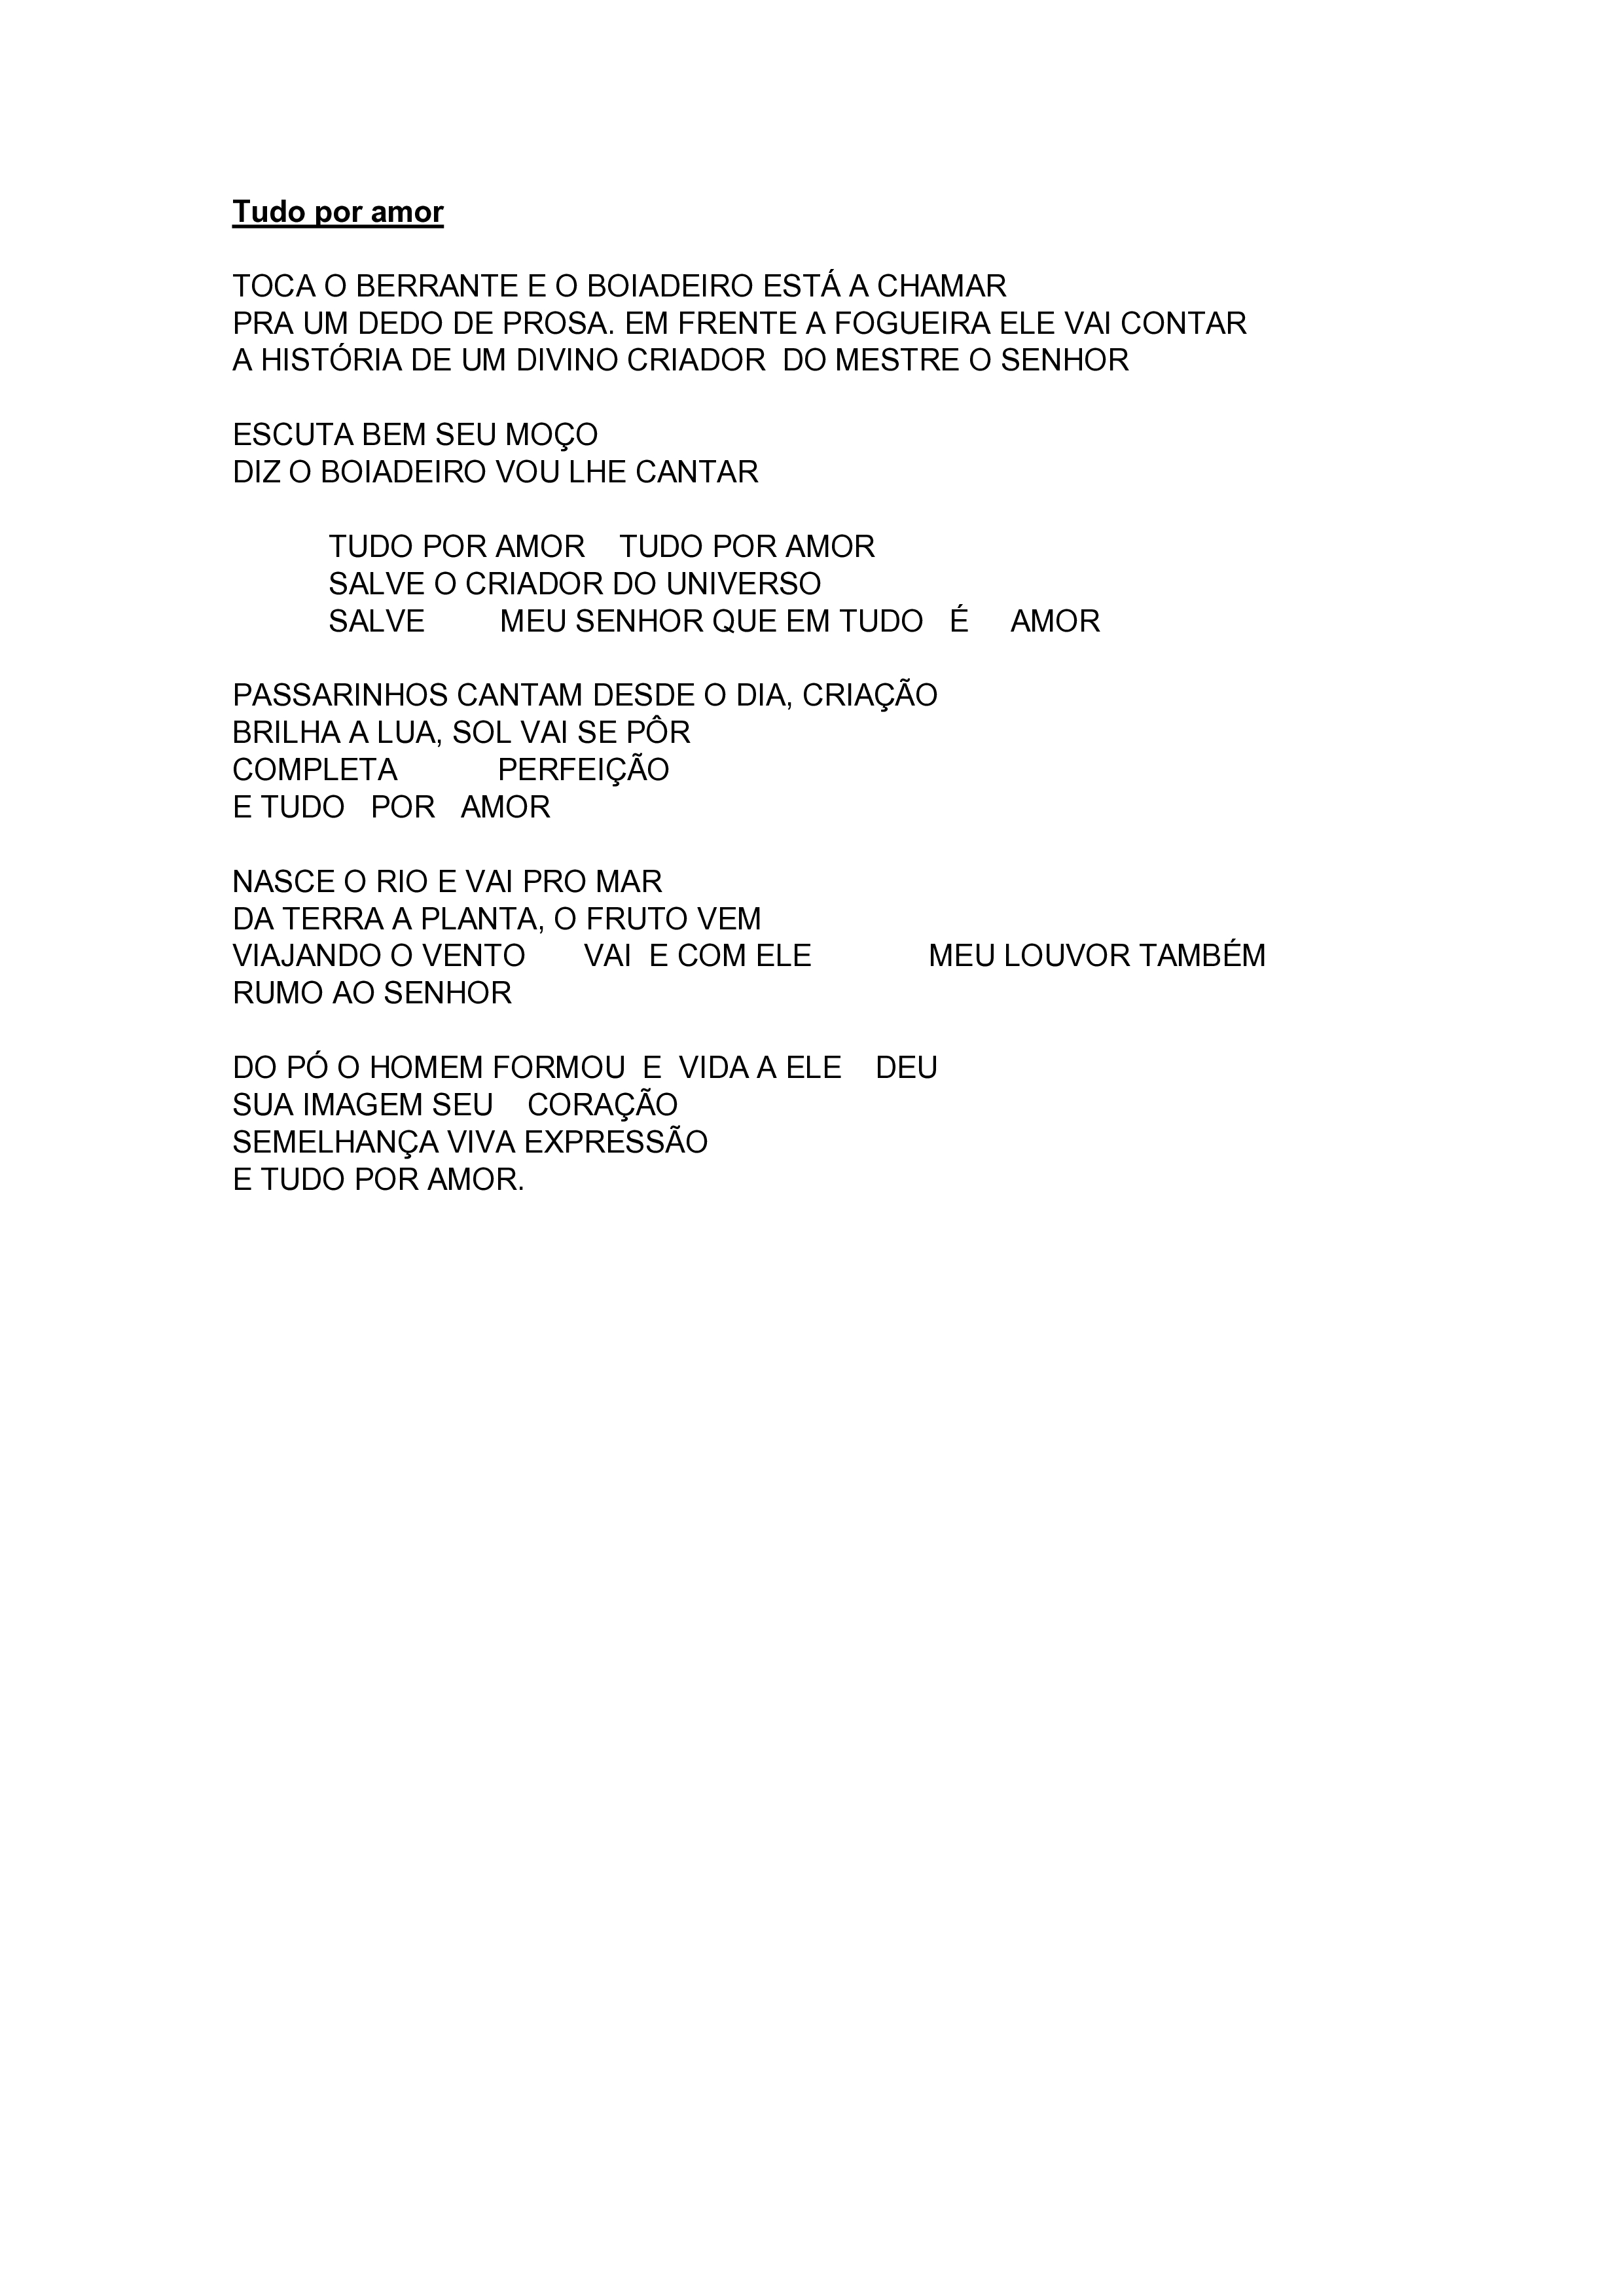 Tudo por amor
TOCA O BERRANTE E O BOIADEIRO ESTÁ A CHAMAR
PRA UM DEDO DE PROSA. EM FRENTE A FOGUEIRA ELE VAI CONTAR
A HISTÓRIA DE UM DIVINO CRIADOR  DO MESTRE O SENHOR
ESCUTA BEM SEU MOÇO
DIZ O BOIADEIRO VOU LHE CANTAR
TUDO POR AMOR    TUDO POR AMOR
SALVE O CRIADOR DO UNIVERSO
SALVE         MEU SENHOR QUE EM TUDO   É     AMOR
PASSARINHOS CANTAM DESDE O DIA, CRIAÇÃO
BRILHA A LUA, SOL VAI SE PÔR
COMPLETA            PERFEIÇÃO
E TUDO   POR   AMOR
NASCE O RIO E VAI PRO MAR
DA TERRA A PLANTA, O FRUTO VEM
VIAJANDO O VENTO       VAI  E COM ELE              MEU LOUVOR TAMBÉM
RUMO AO SENHOR
DO PÓ O HOMEM FORMOU  E  VIDA A ELE    DEU
SUA IMAGEM SEU    CORAÇÃO
SEMELHANÇA VIVA EXPRESSÃO
E TUDO POR AMOR.